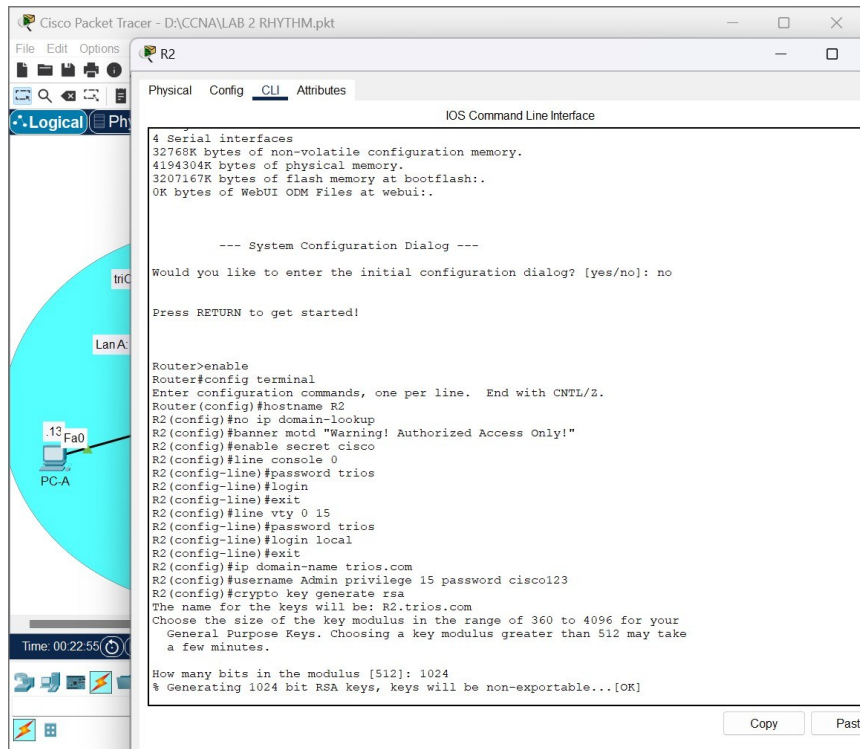 Cisco Packet Tracer - D:\CCNA\LAB 2 RHYTHM.pkt
File Edit Options
R2
Physical Config CLI Attributes
Logical
IOS Command Line Interface
4 Serial interfaces
32768K bytes of non-volatile configuration memory.
4194304K bytes of physical memory.
3207167K bytes of flash memory at bootflash:.
0K bytes of WebUI ODM Files at webui:.
--- System Configuration Dialog ---
Would you like to enter the initial configuration dialog? [yes/no]: no
Press RETURN to get started!
Router>enable
Router#config terminal
Enter configuration commands, one per line. End with CNTL/Z.
Router(config)#hostname R2
R2(config)#no ip domain-lookup
R2(config)#banner motd "Warning! Authorized Access Only!"
R2(config)#enable secret cisco
R2(config)#line console 0
R2(config-line)#password trios
R2(config-line)#login
R2(config-line)#exit
R2(config)#line vty 0 15
R2(config-line)#password trios
R2(config-line)#login local
R2(config-line)#exit
R2(config)#ip domain-name trios.com
R2(config)#username Admin privilege 15 password cisco123
R2(config)#crypto key generate rsa
The name for the keys will be: R2.trios.com
Choose the size of the key modulus in the range of 360 to 4096 for your
General Purpose Keys. Choosing a key modulus greater than 512 may take
a few minutes.
How many bits in the modulus [512]: 1024
% Generating 1024 bit RSA keys, keys will be non-exportable...[OK]
Lan A:
.13
Fa0
PC-A
Time: 00:22:55
Copy